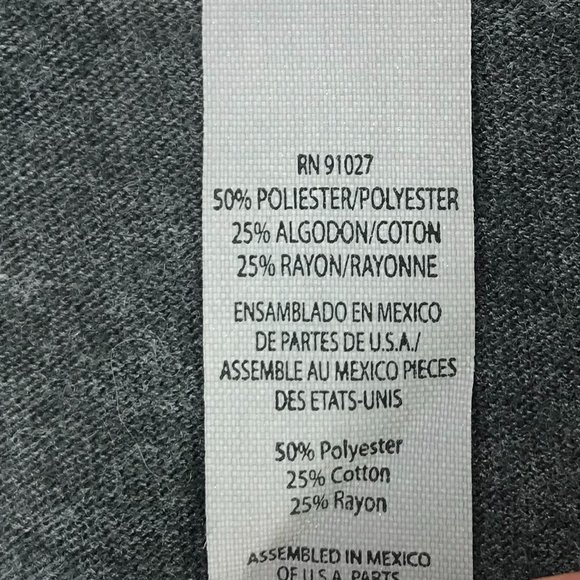 RN 91027
50% POLIESTER/POLYESTER
25% ALGODON/COTON
25% RAYON/RAYONNE
ENSAMBLADO EN MEXICO
DE PARTES DE U.S.A./
ASSEMBLE AU MEXICO PIECES
DES ETATS-UNIS
50% Polyester
25% Cotton
25% Rayon
ASSEMBLED IN MEXICO
OF U.S.A. PARTS